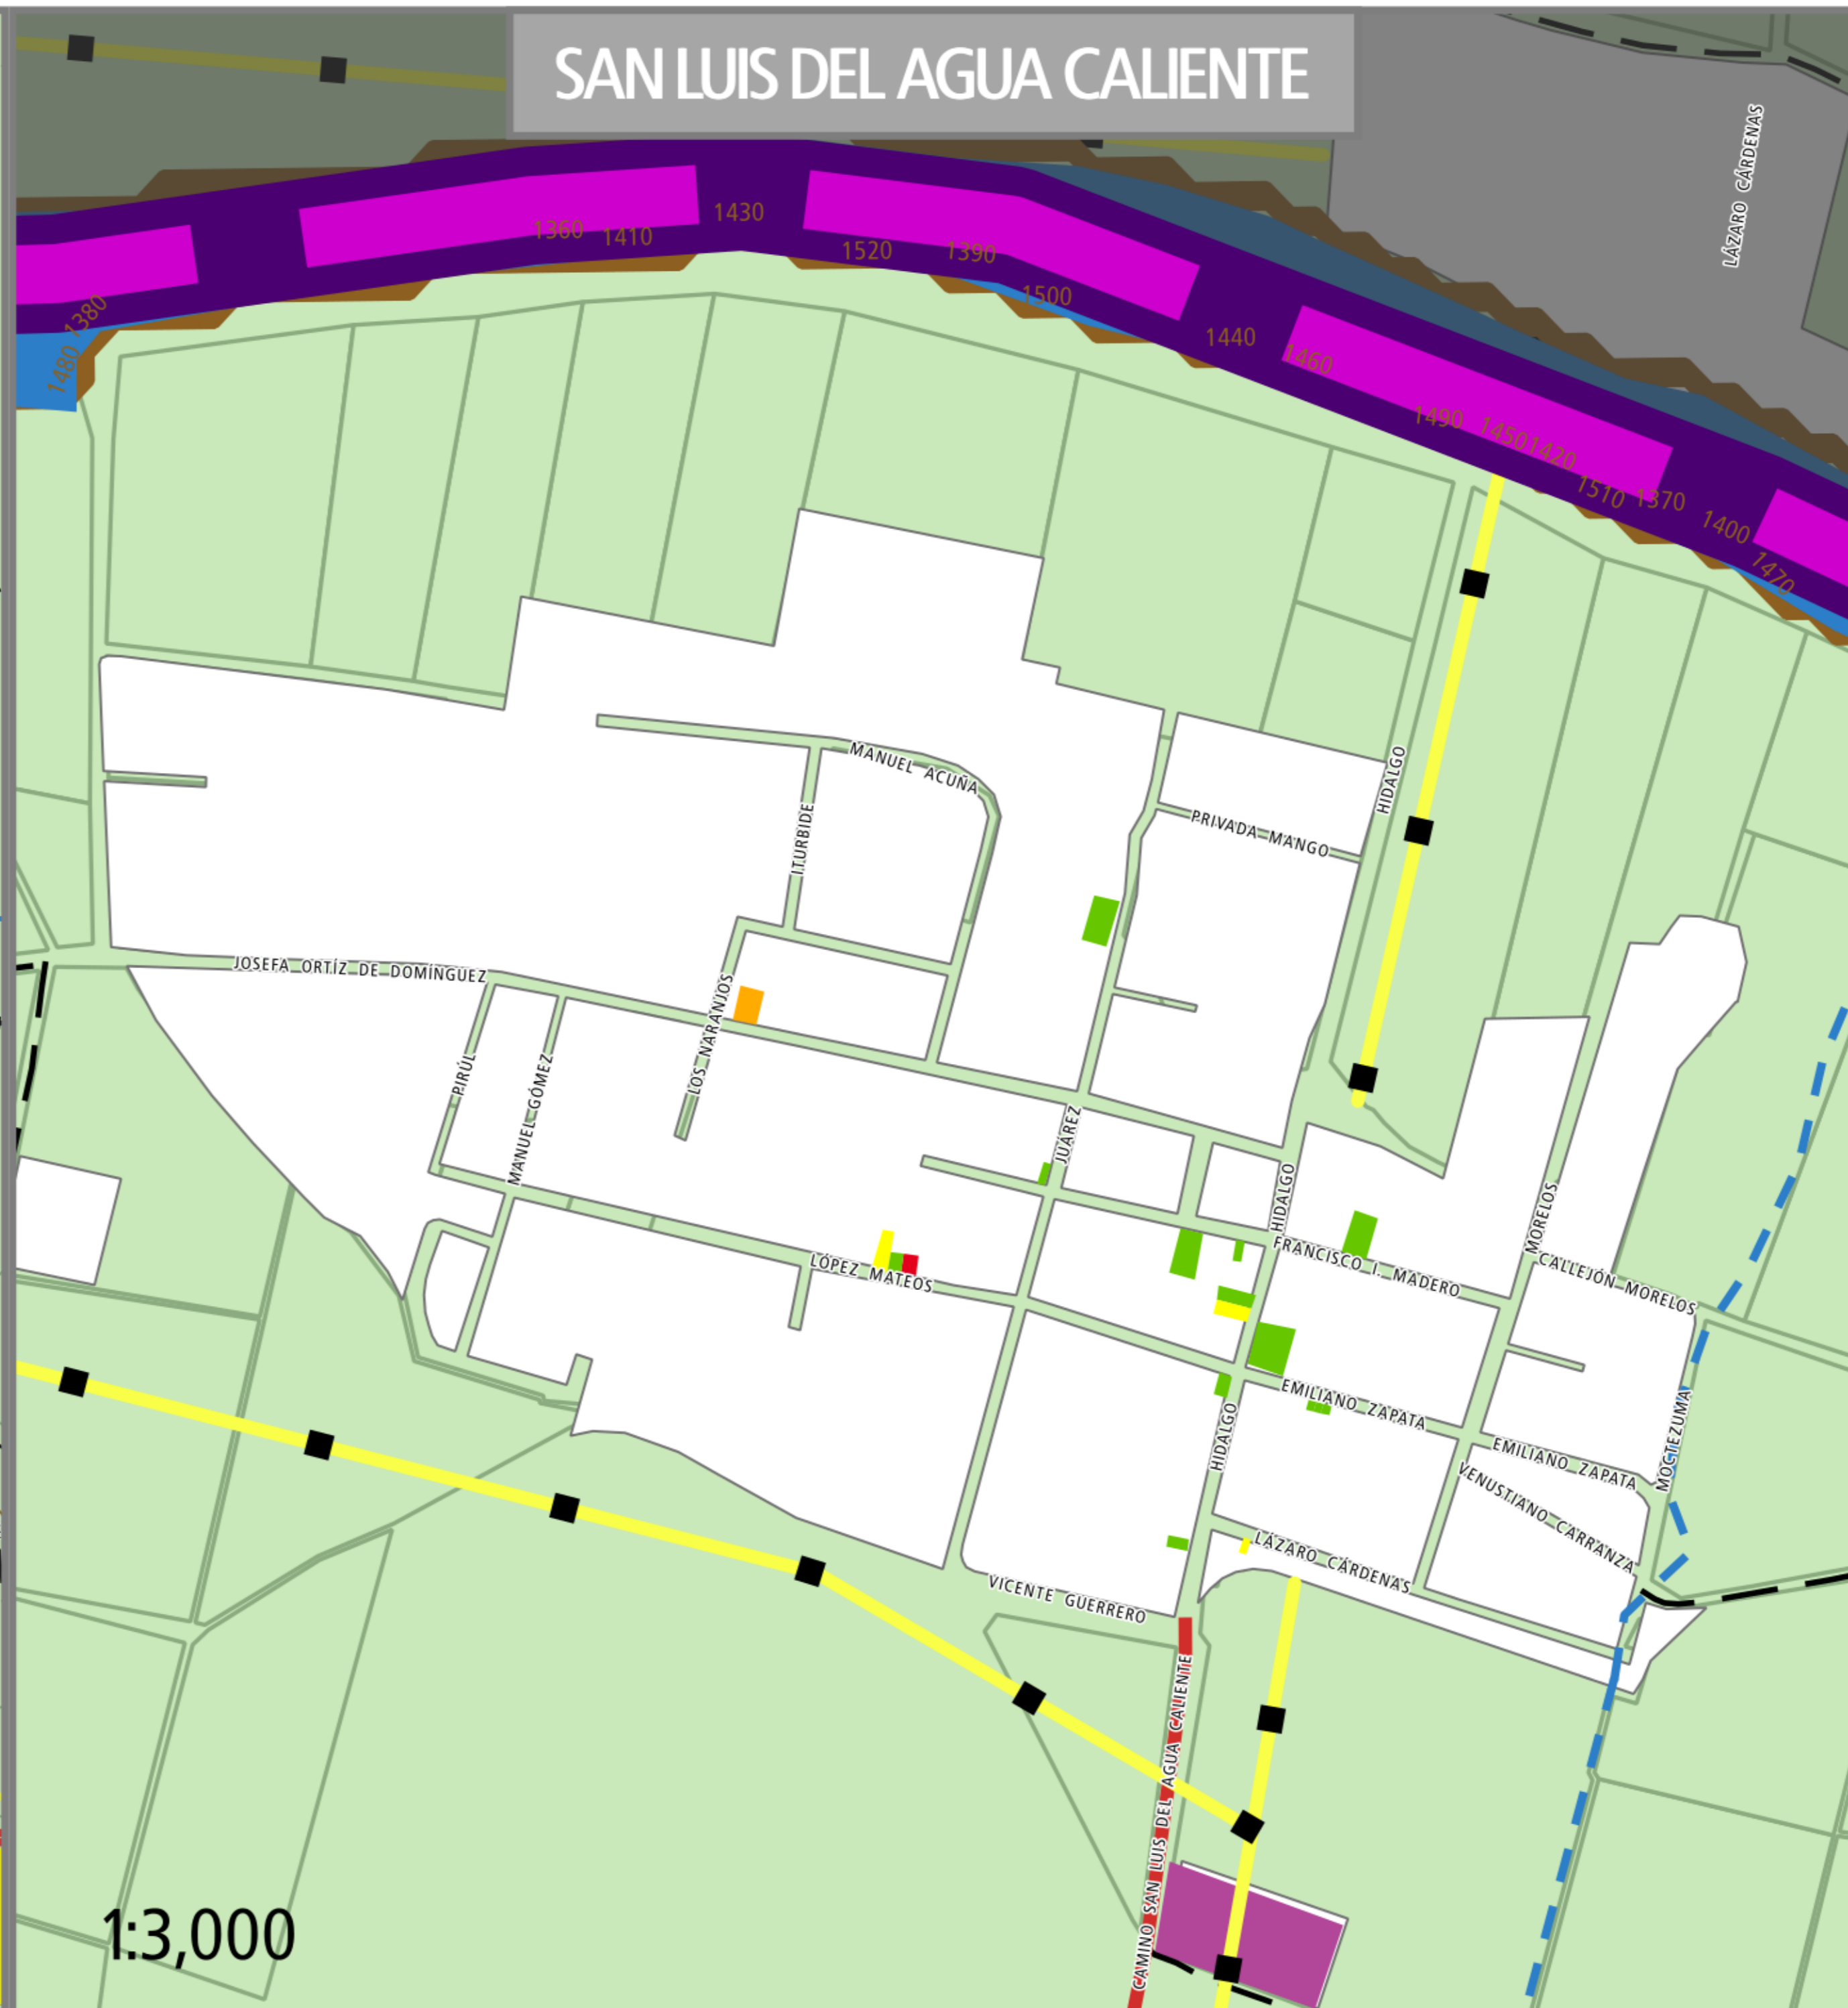 SAN LUIS DEL AGUA CALIENTE
LÁZARO CÁRDENAS
1430
1360
1410
1520
1390
1500
1380
1480
1440
1460
1490
1450
1420
1510
1370
1400
1470
MANUEL ACUÑA
HIDALGO
ITURBIDE
PRIVADA MANGO
JOSEFA ORTÍZ DE DOMÍNGUEZ
LOS NARANJOS
PIRÚL
MANUEL GÓMEZ
JUÁREZ
HIDALGO
MORELOS
LÓPEZ MATEOS
FRANCISCO I. MADERO
CALLEJÓN MORELOS
EMILIANO ZAPATA
HIDALGO
MOCTEZUMA
EMILIANO ZAPATA
VENUSTIANO CARRANZA
LÁZARO CÁRDENAS
VICENTE GUERRERO
CAMINO SAN LUIS DEL AGUA CALIENTE
1:3,000